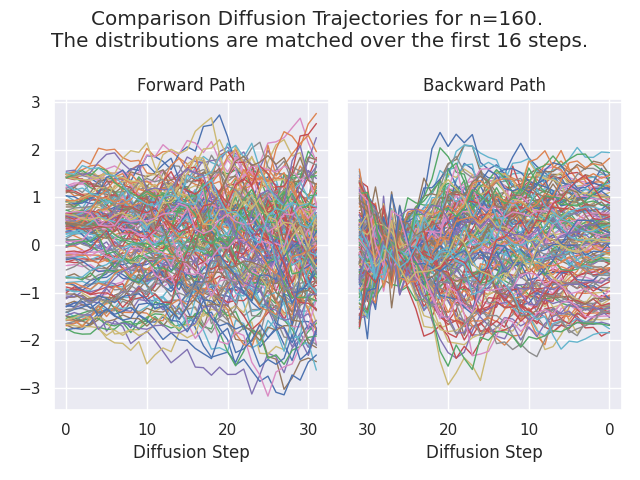 Comparison Diffusion Trajectories for n=160.
The distributions are matched over the first 16 steps.
Forward Path
Backward Path
3
2
1
0
−1
−2
−3
0 10 20 30
30 20 10 0
Diffusion Step
Diffusion Step